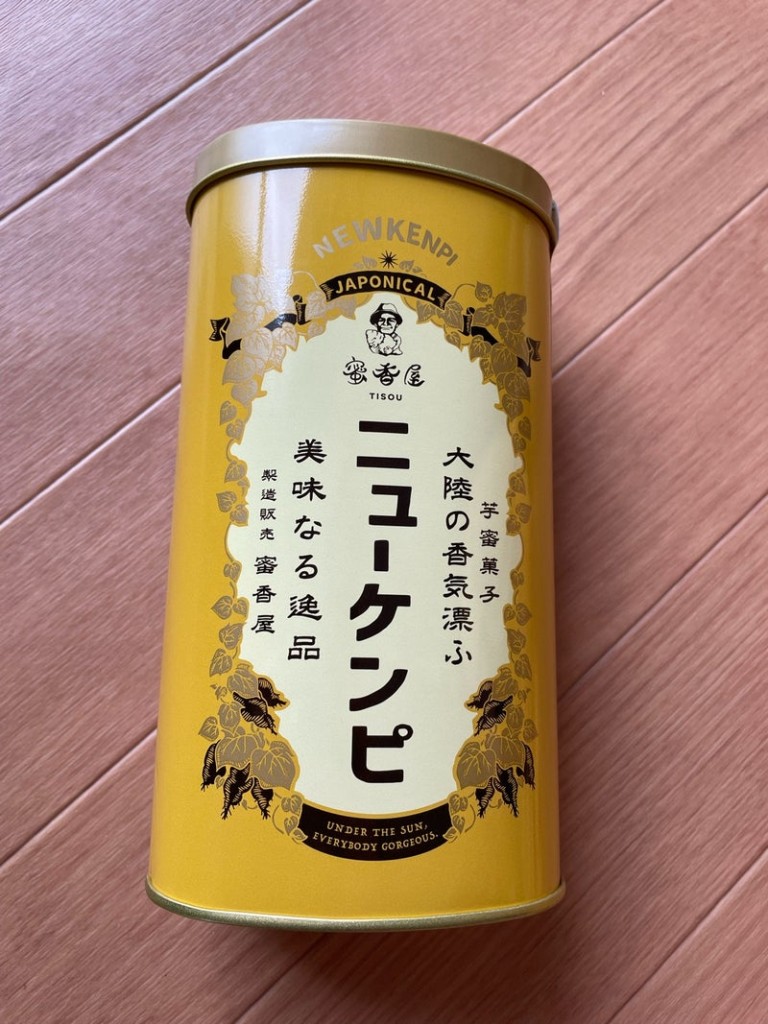 NEWKENPI
JAPONICAL
蜜香屋
TISOU
芋蜜菓子
大陸の香気漂ふ
ニューケンピ
美味なる逸品
製造販売 蜜香屋
UNDER THE SUN,
EVERYBODY GORGEOUS.